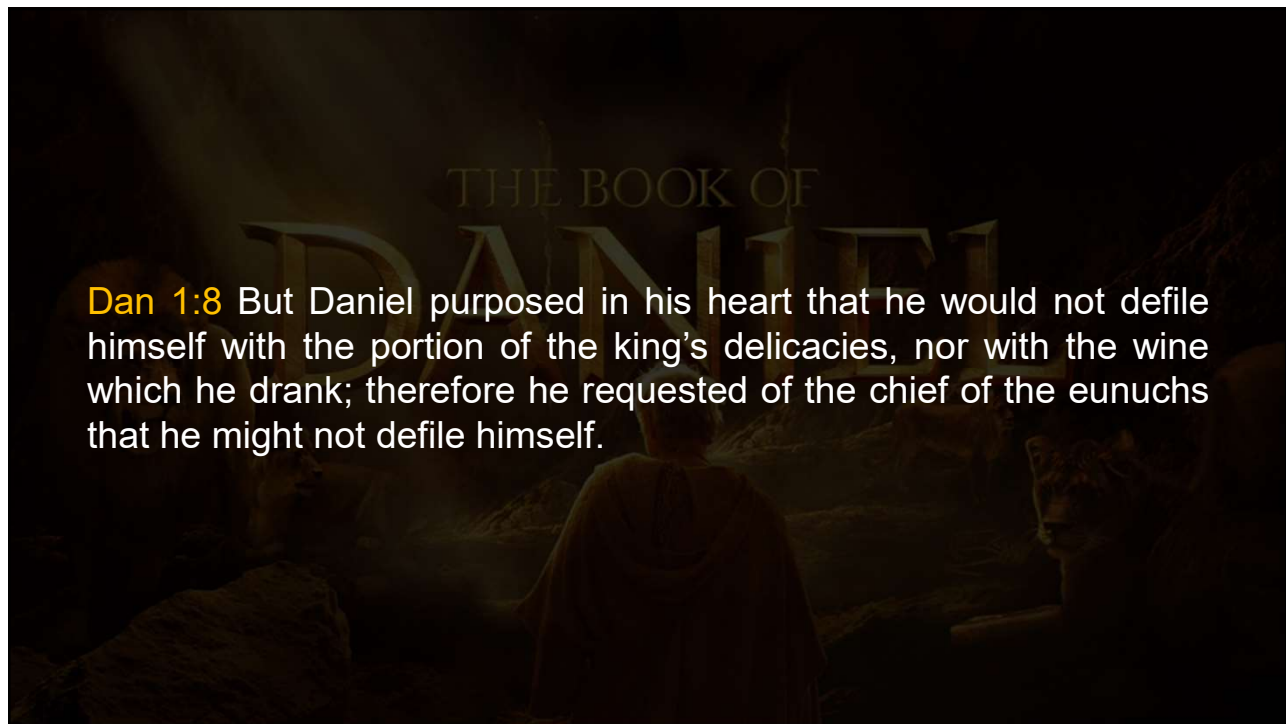 THE BOOK OF
DANIEL
Dan 1:8 But Daniel purposed in his heart that he would not defile
himself with the portion of the king’s delicacies, nor with the wine
which he drank; therefore he requested of the chief of the eunuchs
that he might not defile himself.